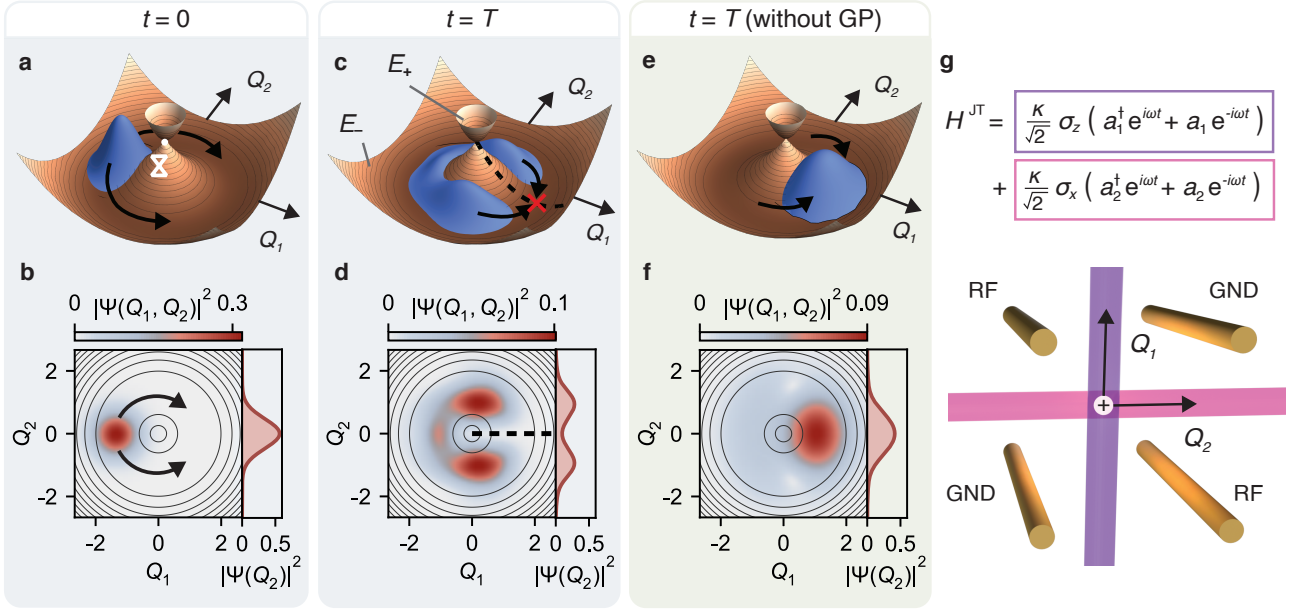 t = 0
t = T
t = T (without GP)
a
Q₂
Q₁
c
E₊
E₋
Q₂
Q₁
e
Q₂
Q₁
g
H^JT = κ/√2 σ_z ( a₁† e^{iωt} + a₁ e^{-iωt} )
+ κ/√2 σ_x ( a₂† e^{iωt} + a₂ e^{-iωt} )
b
0 |Ψ(Q₁, Q₂)|² 0.3
2
0
-2
Q₂
-2 0 2 0 0.5
Q₁ |Ψ(Q₂)|²
d
0 |Ψ(Q₁, Q₂)|² 0.1
2
0
-2
-2 0 2 0 0.5
Q₁ |Ψ(Q₂)|²
f
0 |Ψ(Q₁, Q₂)|² 0.09
2
0
-2
Q₂
-2 0 2 0 0.5
Q₁ |Ψ(Q₂)|²
RF
GND
Q₁
+
Q₂
GND
RF